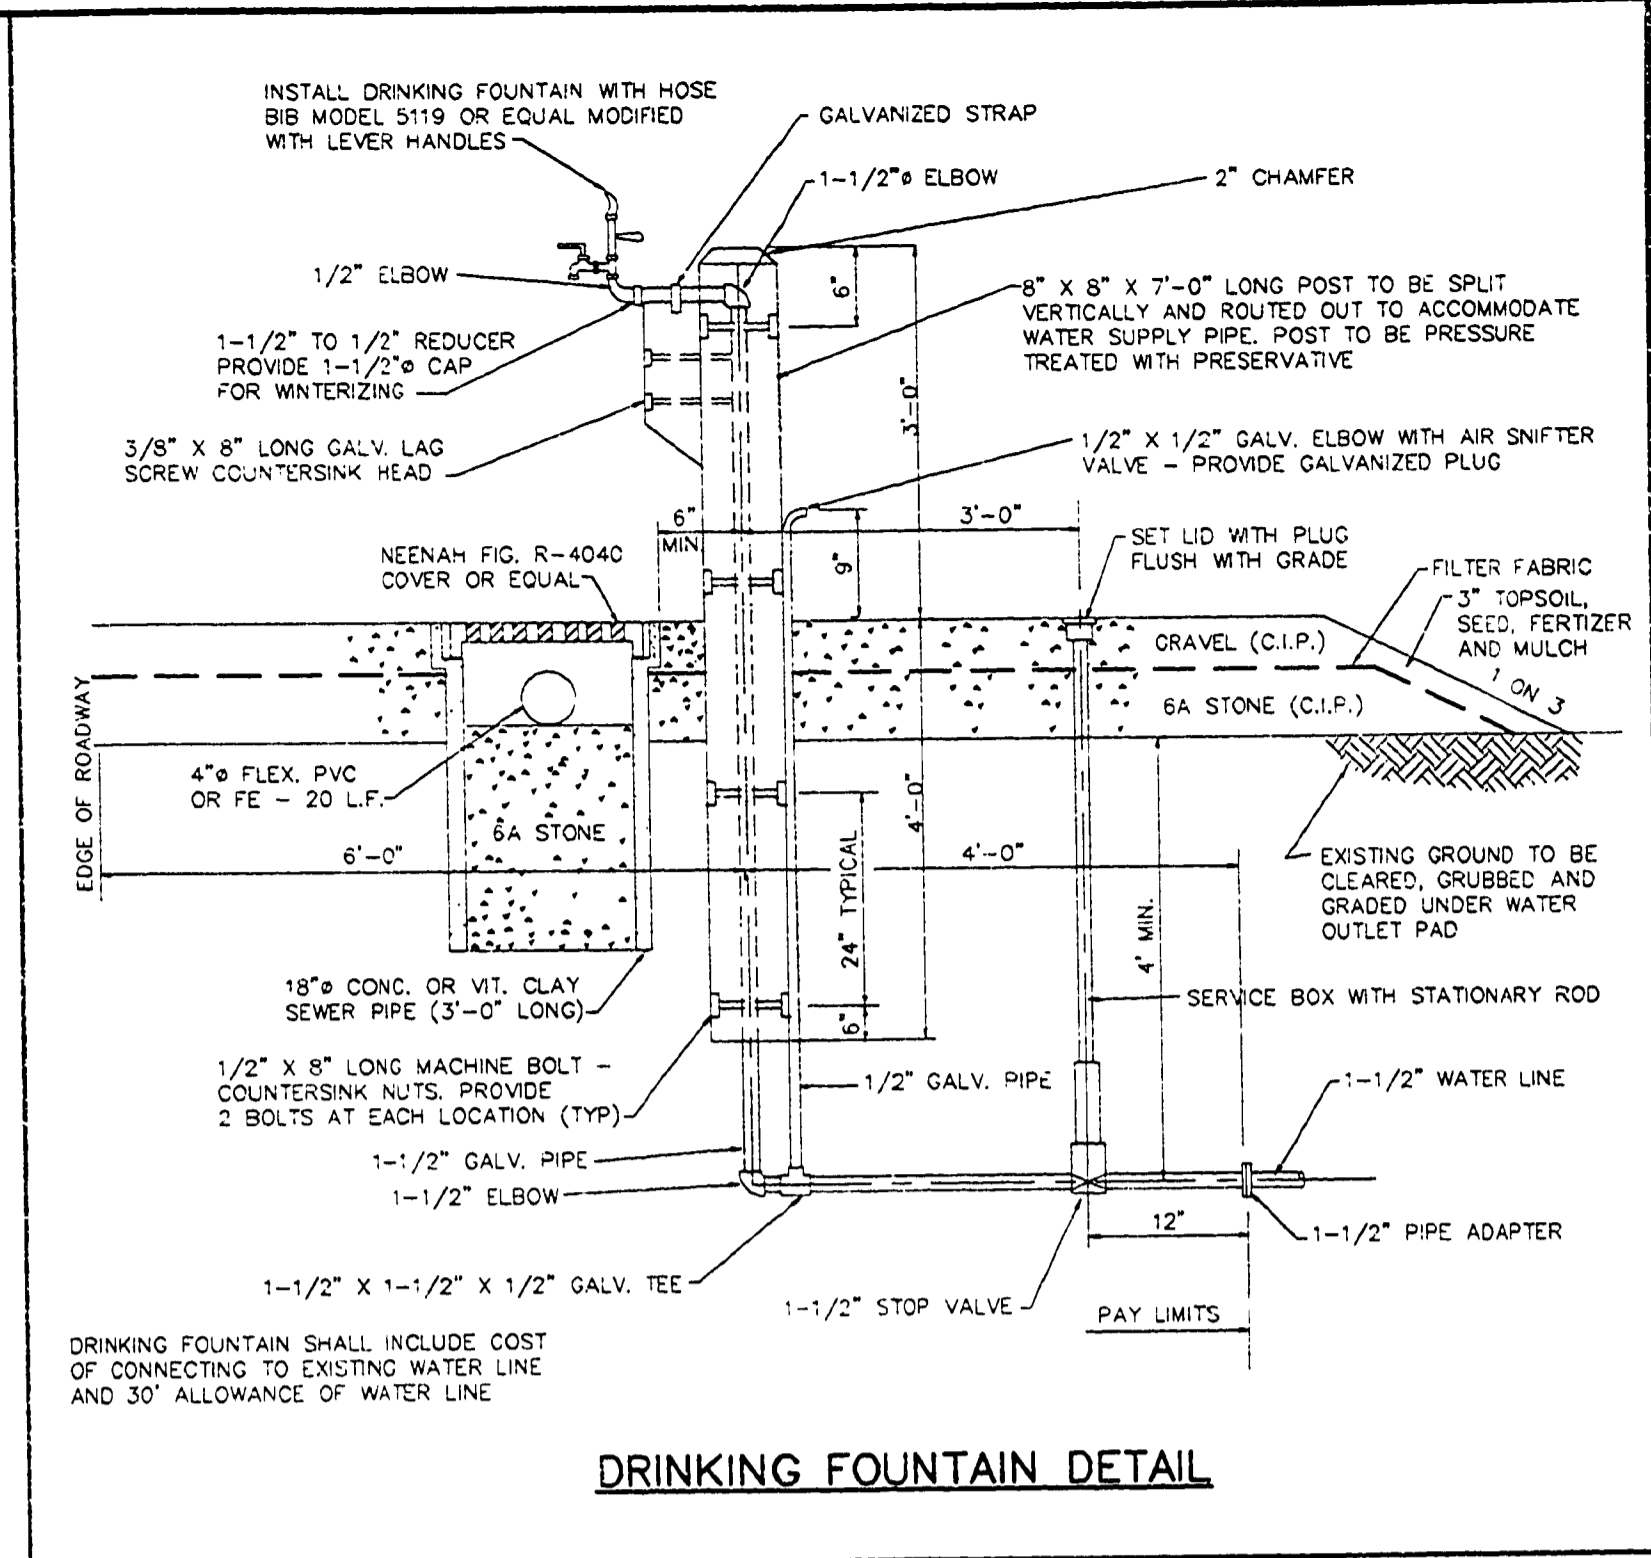 INSTALL DRINKING FOUNTAIN WITH HOSE
BIB MODEL 5119 OR EQUAL MODIFIED
WITH LEVER HANDLES
GALVANIZED STRAP
1-1/2"ø ELBOW
2" CHAMFER
1/2" ELBOW
6"
8" X 8" X 7'-0" LONG POST TO BE SPLIT
VERTICALLY AND ROUTED OUT TO ACCOMMODATE
WATER SUPPLY PIPE. POST TO BE PRESSURE
TREATED WITH PRESERVATIVE
1-1/2" TO 1/2" REDUCER
PROVIDE 1-1/2"ø CAP
FOR WINTERIZING
3'-0"
3/8" X 8" LONG GALV. LAG
SCREW COUNTERSINK HEAD
1/2" X 1/2" GALV. ELBOW WITH AIR SNIFTER
VALVE - PROVIDE GALVANIZED PLUG
6"
MIN
3'-0"
9"
NEENAH FIG. R-4040
COVER OR EQUAL
SET LID WITH PLUG
FLUSH WITH GRADE
FILTER FABRIC
3" TOPSOIL,
SEED, FERTIZER
AND MULCH
GRAVEL (C.I.P.)
1 ON 3
6A STONE (C.I.P.)
EDGE OF ROADWAY
4"ø FLEX. PVC
OR FE - 20 L.F.
6A STONE
6'-0"
4'-0"
4'-0"
24" TYPICAL
4' MIN.
EXISTING GROUND TO BE
CLEARED, GRUBBED AND
GRADED UNDER WATER
OUTLET PAD
18"ø CONC. OR VIT. CLAY
SEWER PIPE (3'-0" LONG)
6"
SERVICE BOX WITH STATIONARY ROD
1/2" X 8" LONG MACHINE BOLT -
COUNTERSINK NUTS. PROVIDE
2 BOLTS AT EACH LOCATION (TYP)
1/2" GALV. PIPE
1-1/2" WATER LINE
1-1/2" GALV. PIPE
1-1/2" ELBOW
12"
1-1/2" PIPE ADAPTER
1-1/2" X 1-1/2" X 1/2" GALV. TEE
1-1/2" STOP VALVE
PAY LIMITS
DRINKING FOUNTAIN SHALL INCLUDE COST
OF CONNECTING TO EXISTING WATER LINE
AND 30' ALLOWANCE OF WATER LINE
DRINKING FOUNTAIN DETAIL